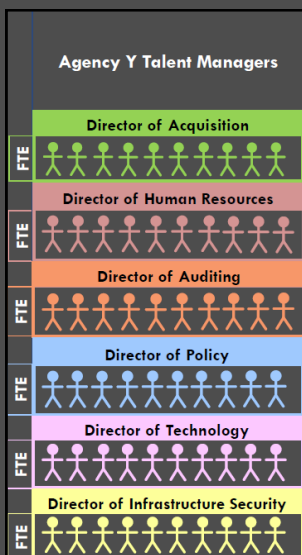 Agency Y Talent Managers
Director of Acquisition
FTE
Director of Human Resources
FTE
Director of Auditing
FTE
Director of Policy
FTE
Director of Technology
FTE
Director of Infrastructure Security
FTE